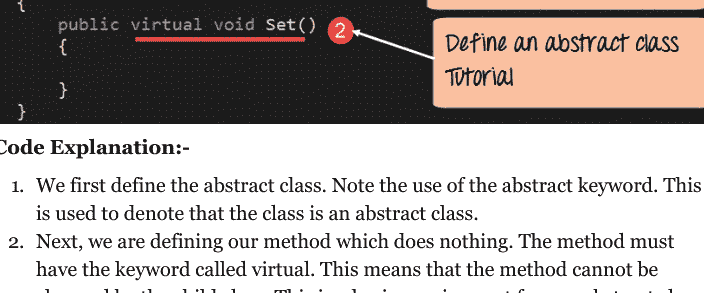 {
public virtual void Set()
2
{
Define an abstract class
Tutorial
}
}
Code Explanation:-
1. We first define the abstract class. Note the use of the abstract keyword. This
is used to denote that the class is an abstract class.
2. Next, we are defining our method which does nothing. The method must
have the keyword called virtual. This means that the method cannot be